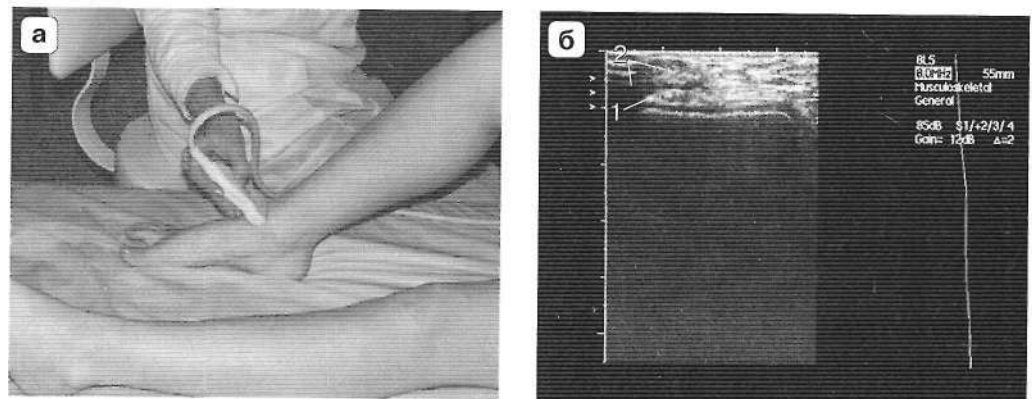 а
б
2
1
8L5
8.0MHz 55mm
Musculoskeletal
General
85dB S1/+2/3/4
Gain= 12dB Δ=2